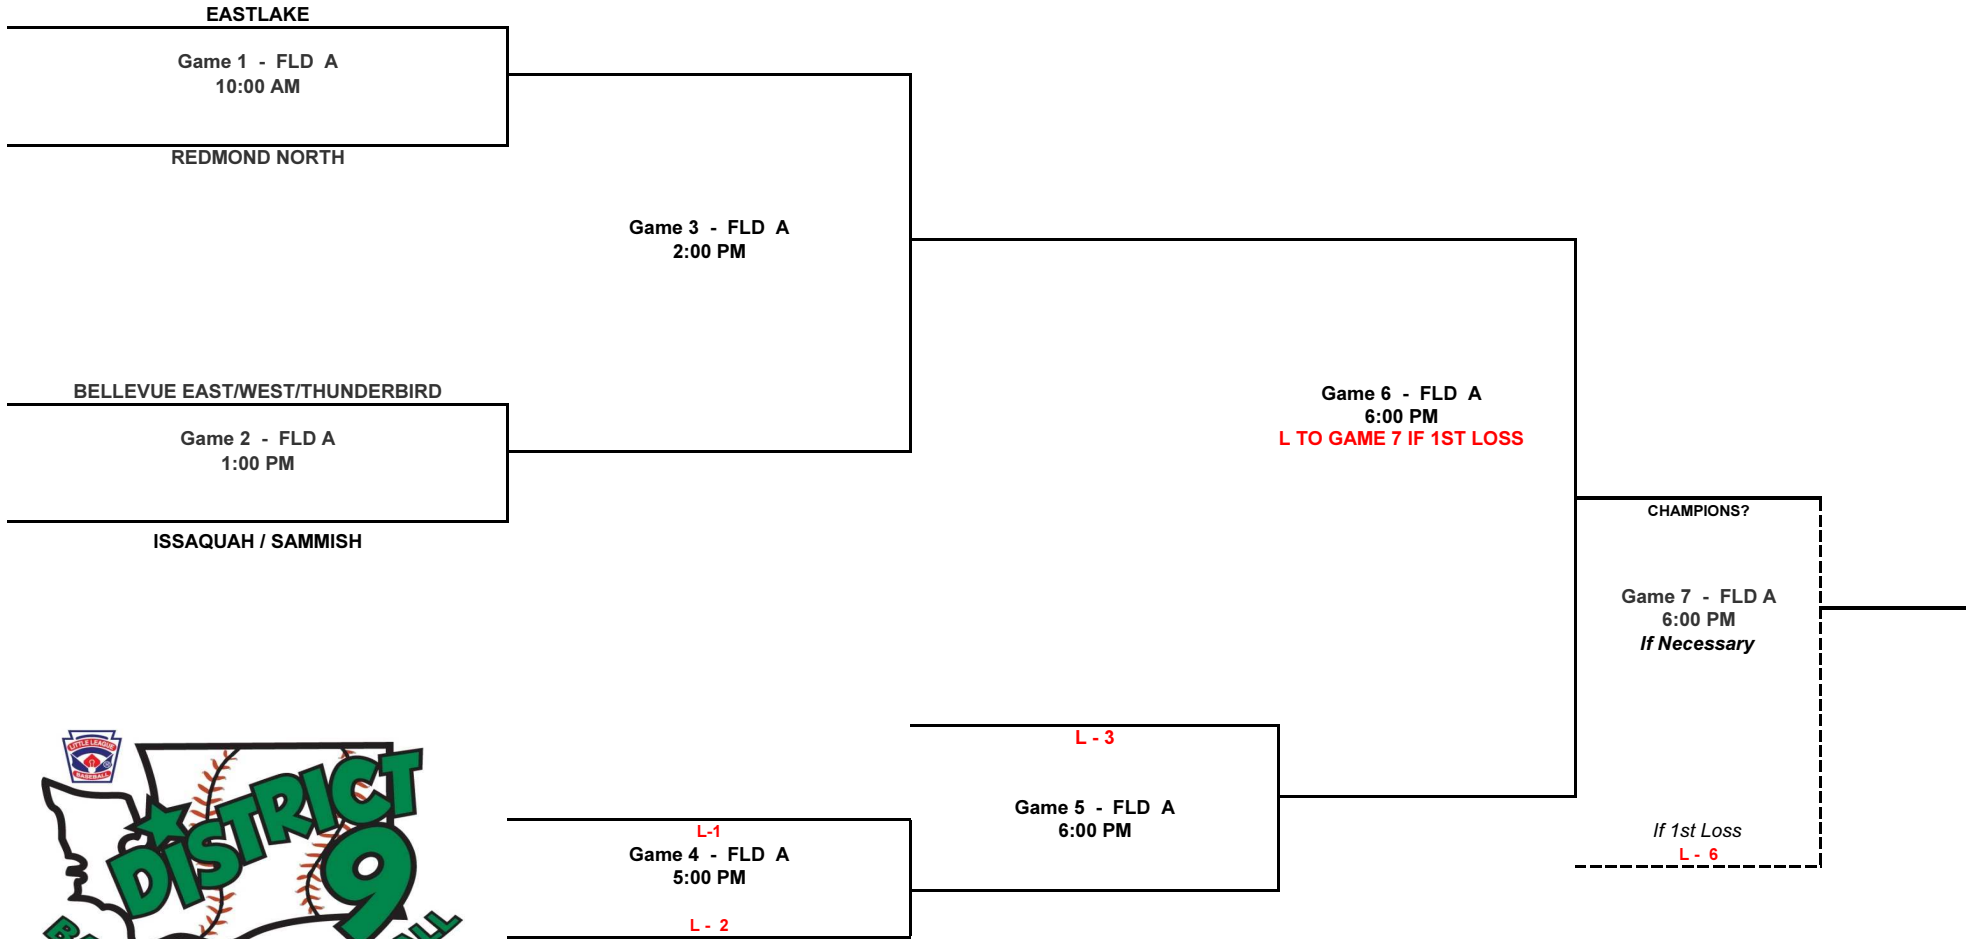 EASTLAKE
Game 1 - FLD A
10:00 AM
REDMOND NORTH
Game 3 - FLD A
2:00 PM
BELLEVUE EAST/WEST/THUNDERBIRD
Game 2 - FLD A
1:00 PM
ISSAQUAH / SAMMISH
Game 6 - FLD A
6:00 PM
L TO GAME 7 IF 1ST LOSS
CHAMPIONS?
Game 7 - FLD A
6:00 PM
If Necessary
If 1st Loss
L - 6
L - 3
Game 5 - FLD A
6:00 PM
L-1
Game 4 - FLD A
5:00 PM
L - 2
LITTLE LEAGUE
BASEBALL
DISTRICT
9